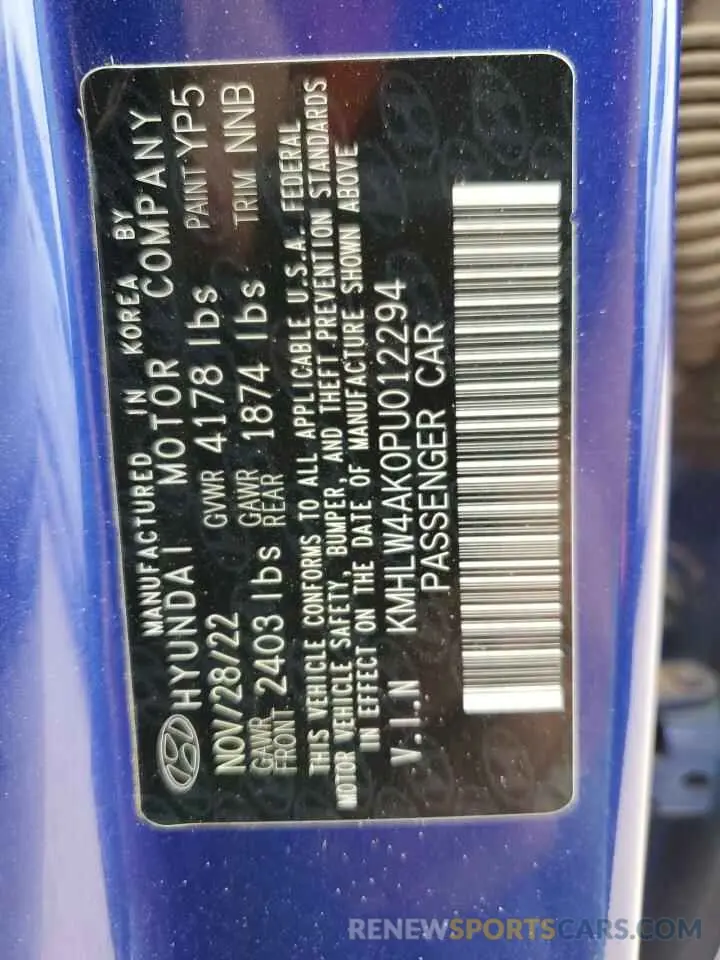 MANUFACTURED IN KOREA BY
HYUNDAI MOTOR COMPANY
NOV/28/22 GVWR 4178 lbs PAINT YP5
GAWR FRONT 2403 lbs GAWR REAR 1874 lbs TRIM NNB
THIS VEHICLE CONFORMS TO ALL APPLICABLE U.S.A. FEDERAL
MOTOR VEHICLE SAFETY, BUMPER, AND THEFT PREVENTION STANDARDS
IN EFFECT ON THE DATE OF MANUFACTURE SHOWN ABOVE
V.I.N KMHLW4AK0PU012294
PASSENGER CAR
RENEWSPORTSCARS.COM